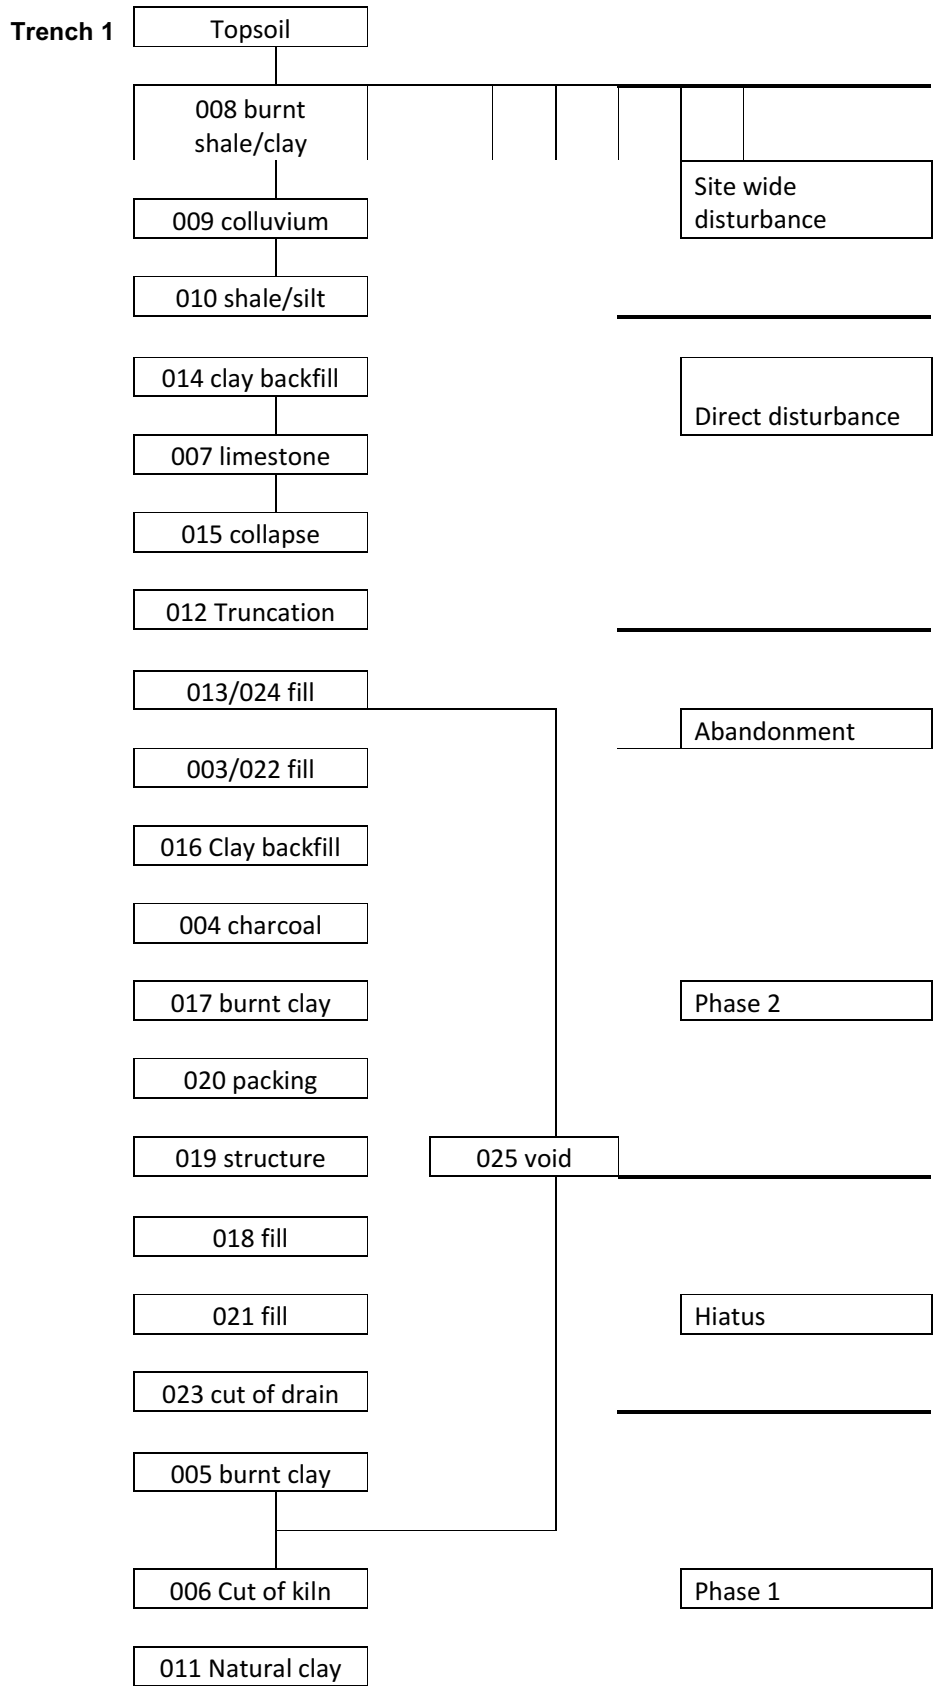 Trench 1
Topsoil
008 burnt
shale/clay
Site wide
disturbance
009 colluvium
010 shale/silt
014 clay backfill
Direct disturbance
007 limestone
015 collapse
012 Truncation
013/024 fill
Abandonment
003/022 fill
016 Clay backfill
004 charcoal
017 burnt clay
Phase 2
020 packing
019 structure
025 void
018 fill
021 fill
Hiatus
023 cut of drain
005 burnt clay
006 Cut of kiln
Phase 1
011 Natural clay